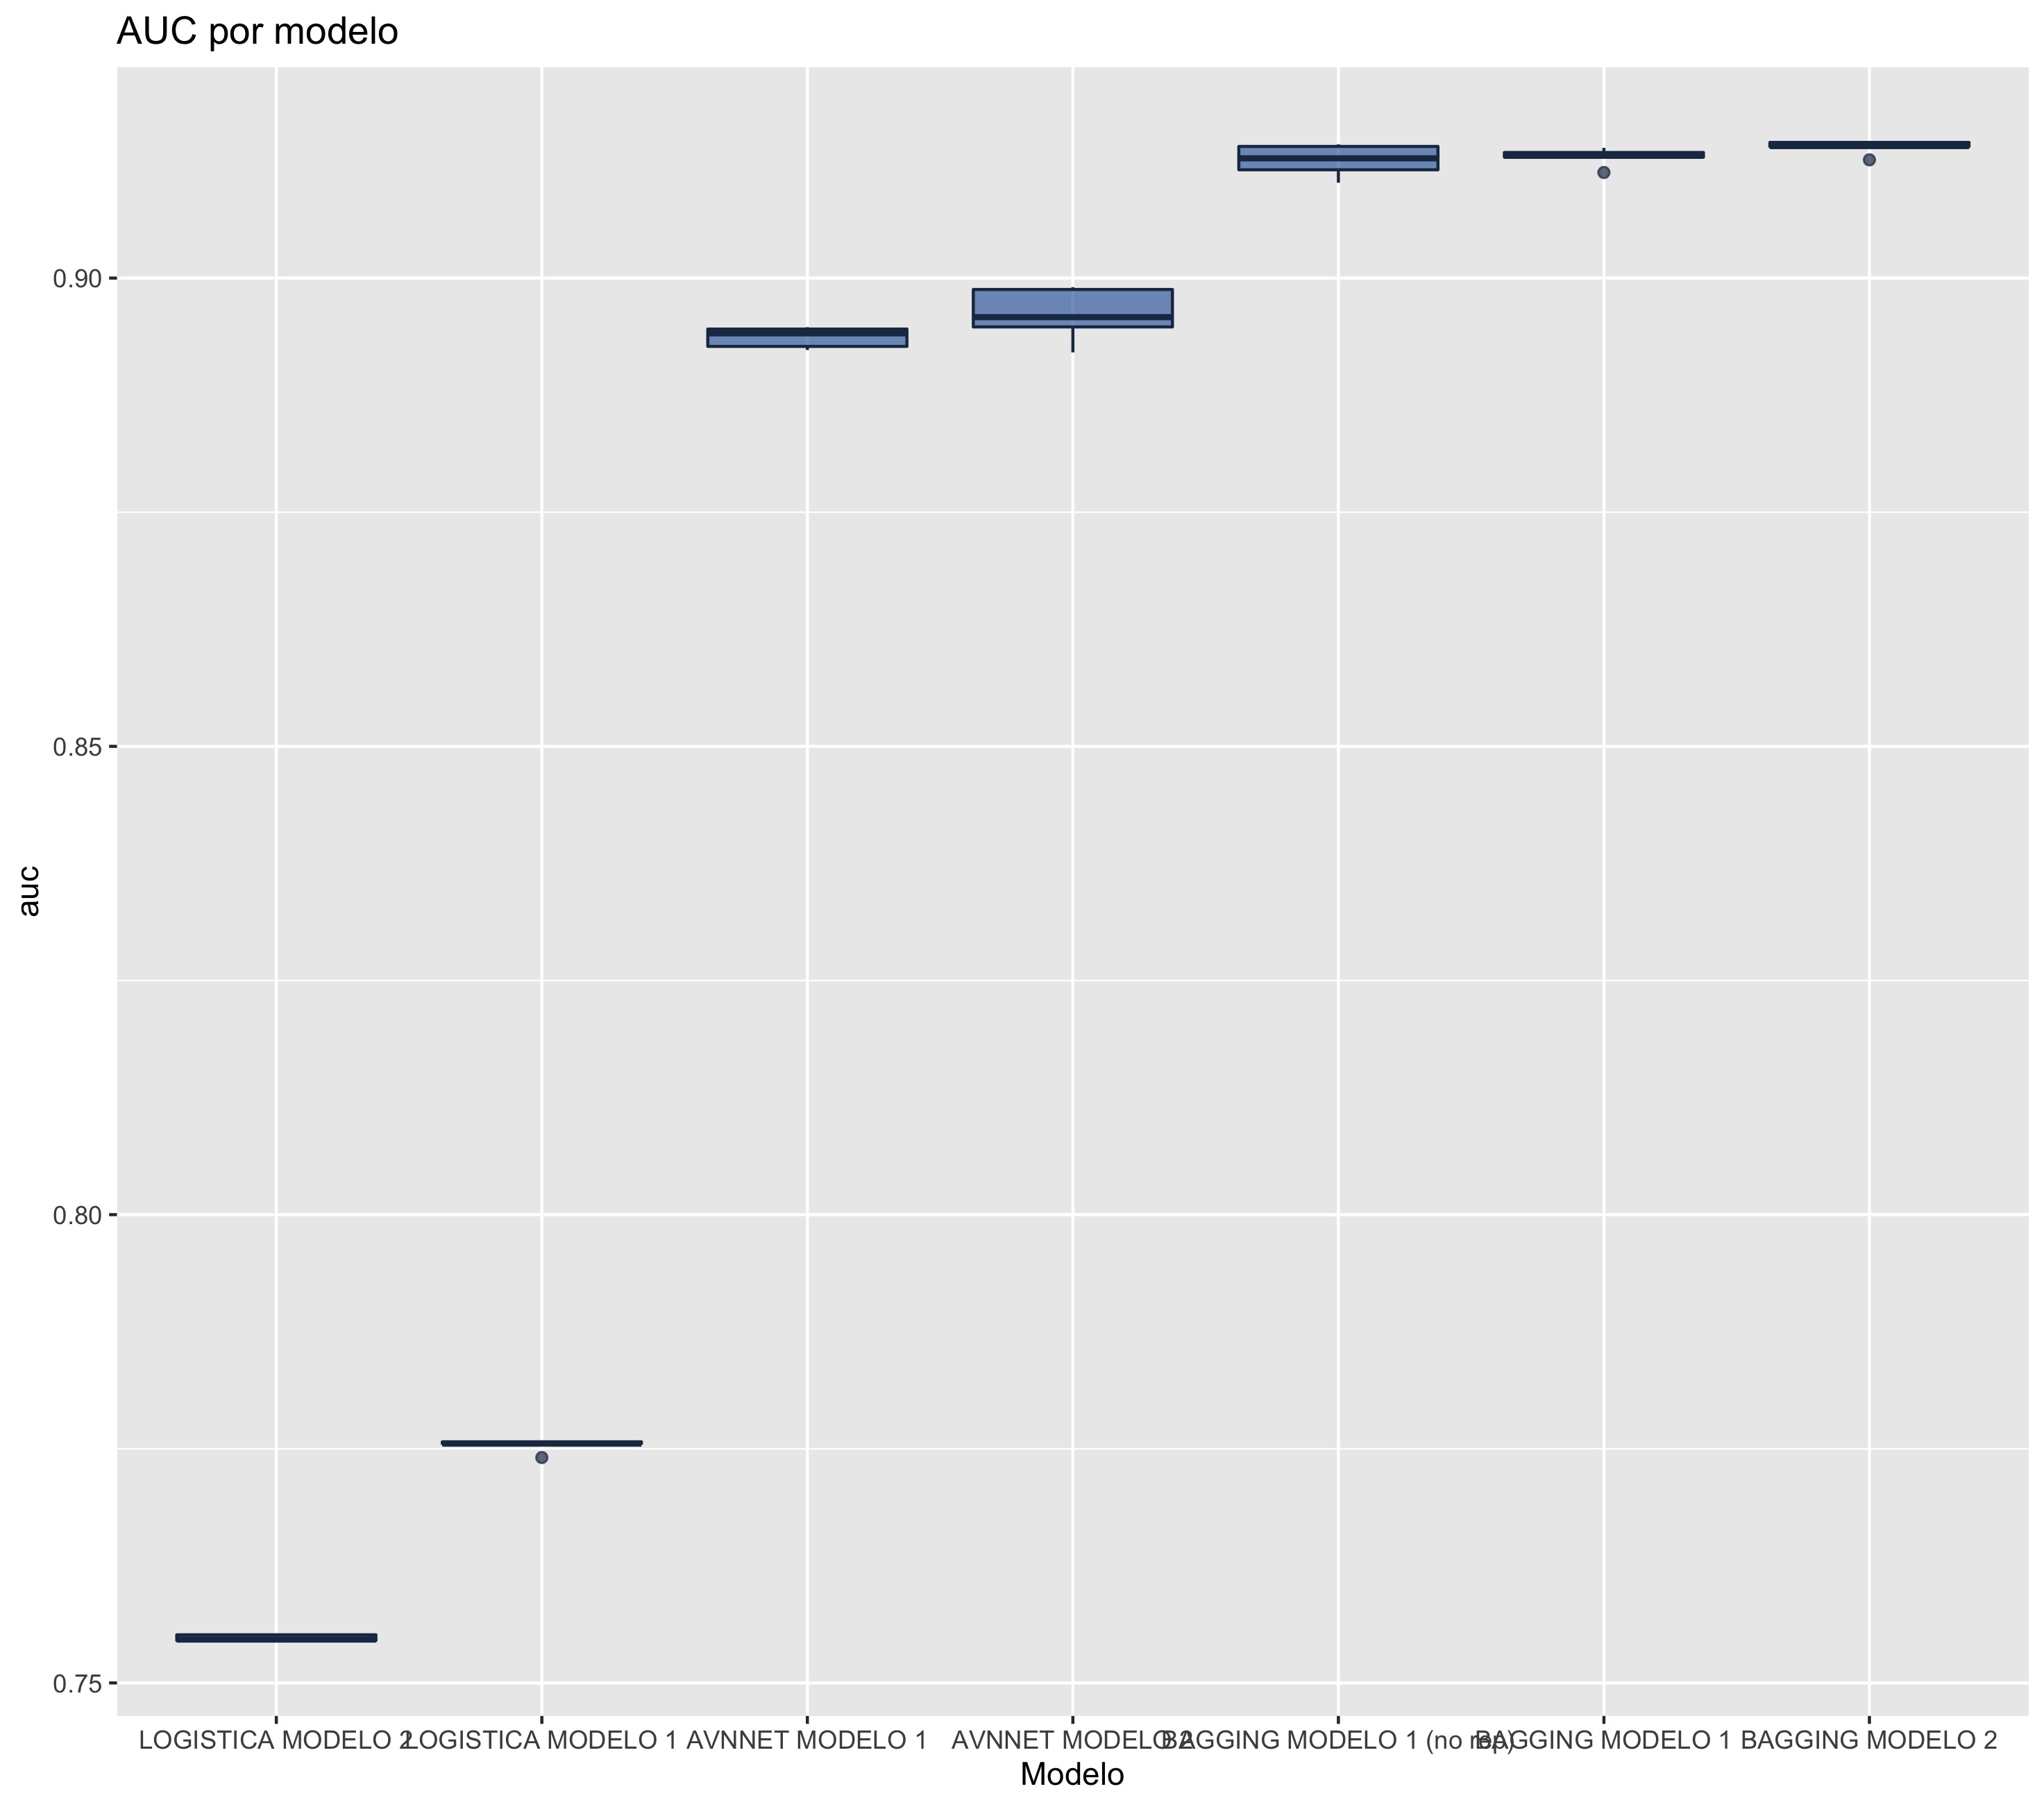 AUC por modelo
auc
0.90
0.85
0.80
0.75
LOGISTICA MODELO 2 LOGISTICA MODELO 1 AVNNET MODELO 1 AVNNET MODELO 2 BAGGING MODELO 1 (no rep) BAGGING MODELO 1 BAGGING MODELO 2
Modelo